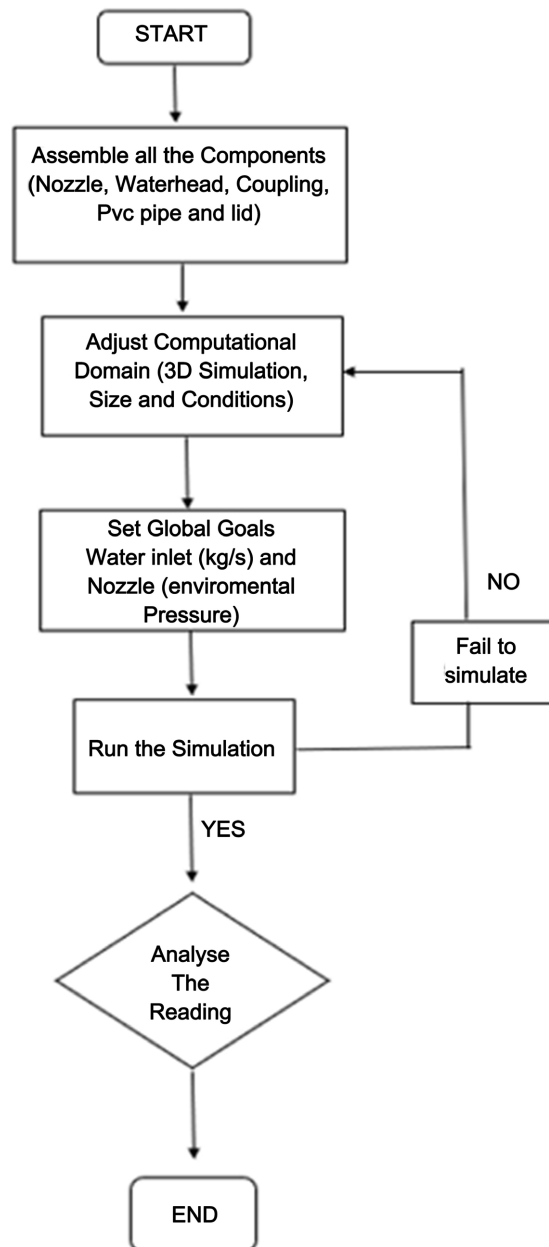 START
Assemble all the Components
(Nozzle, Waterhead, Coupling,
Pvc pipe and lid)
Adjust Computational
Domain (3D Simulation,
Size and Conditions)
Set Global Goals
Water inlet (kg/s) and
Nozzle (enviromental
Pressure)
NO
Fail to
simulate
Run the Simulation
YES
Analyse
The
Reading
END